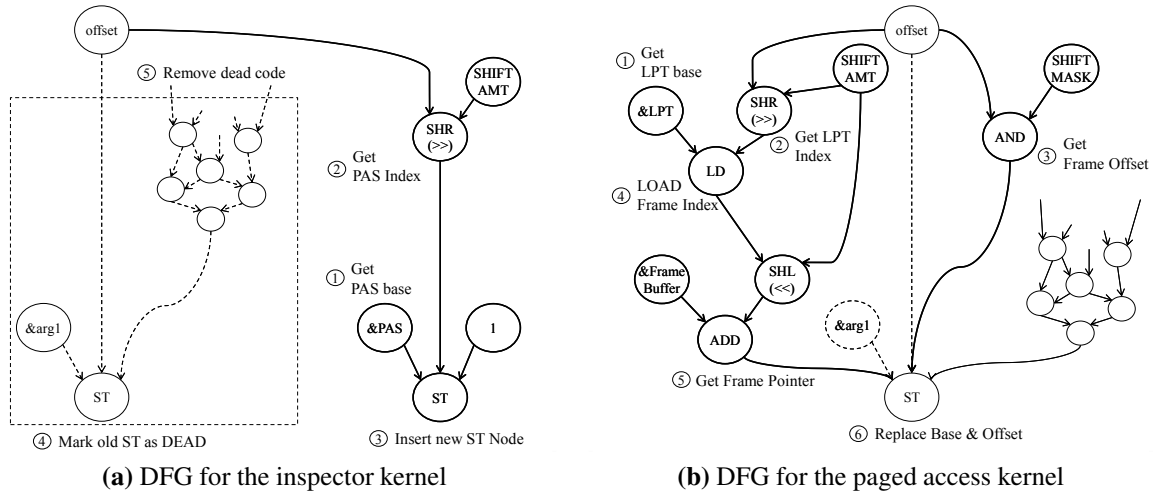 offset
⑤ Remove dead code
SHIFT
AMT
SHR
(>>)
② Get
PAS Index
① Get
PAS base
&arg1
&PAS
1
ST
ST
④ Mark old ST as DEAD
③ Insert new ST Node
(a) DFG for the inspector kernel
offset
① Get
LPT base
SHIFT
AMT
SHIFT
MASK
&LPT
SHR
(>>)
AND
② Get LPT
Index
③ Get
Frame Offset
LD
④ LOAD
Frame Index
&Frame
Buffer
SHL
(<<)
&arg1
ADD
⑤ Get Frame Pointer
ST
⑥ Replace Base & Offset
(b) DFG for the paged access kernel